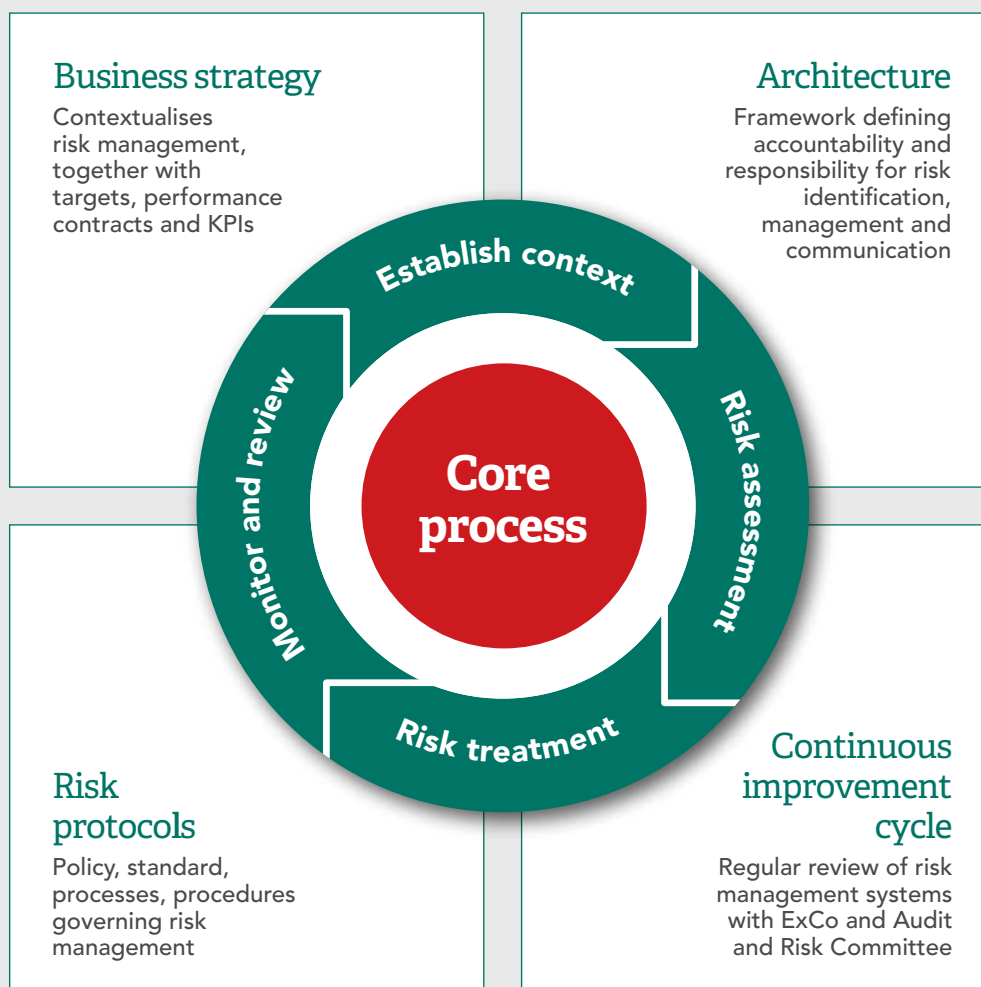 Business strategy
Contextualises
risk management,
together with
targets, performance
contracts and KPIs
Architecture
Framework defining
accountability and
responsibility for risk
identification,
management and
communication
Establish context
Risk assessment
Risk treatment
Monitor and review
Core
process
Risk
protocols
Policy, standard,
processes, procedures
governing risk
management
Continuous
improvement
cycle
Regular review of risk
management systems
with ExCo and Audit
and Risk Committee